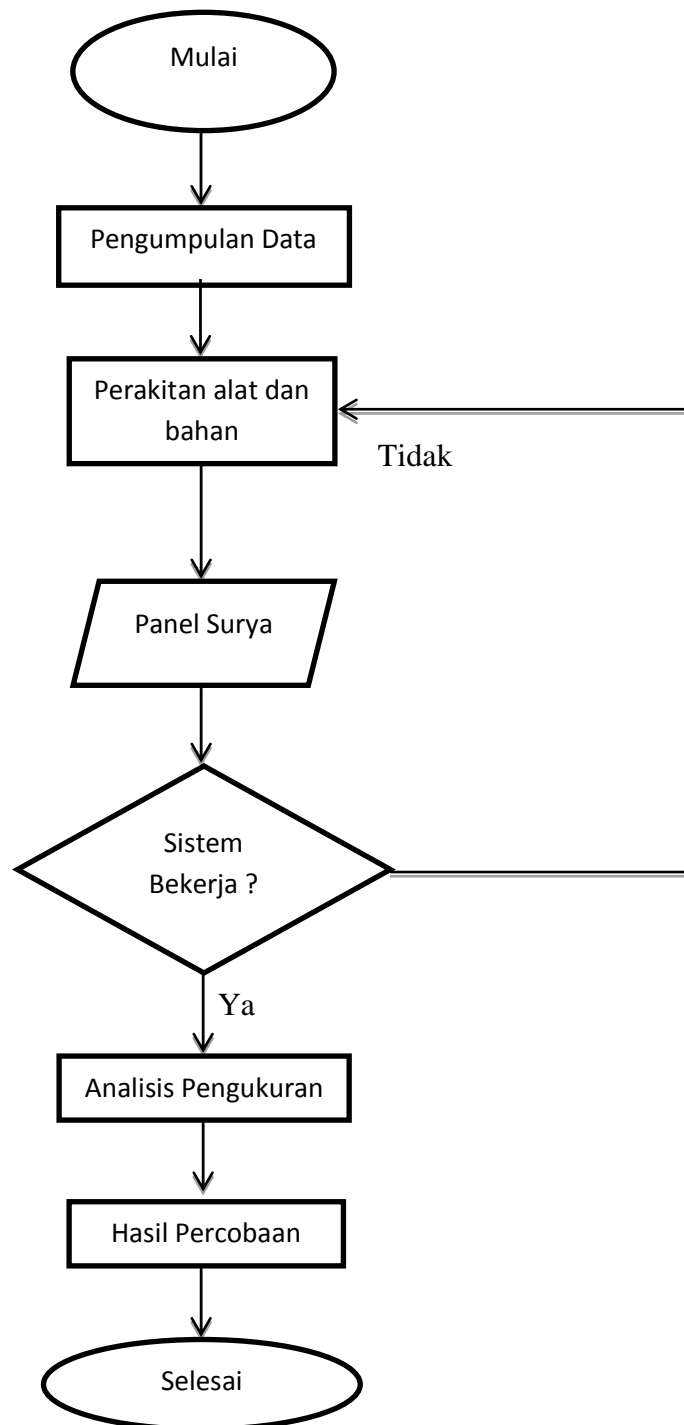 Mulai
Pengumpulan Data
Perakitan alat dan
bahan
Tidak
Panel Surya
Sistem
Bekerja ?
Ya
Analisis Pengukuran
Hasil Percobaan
Selesai